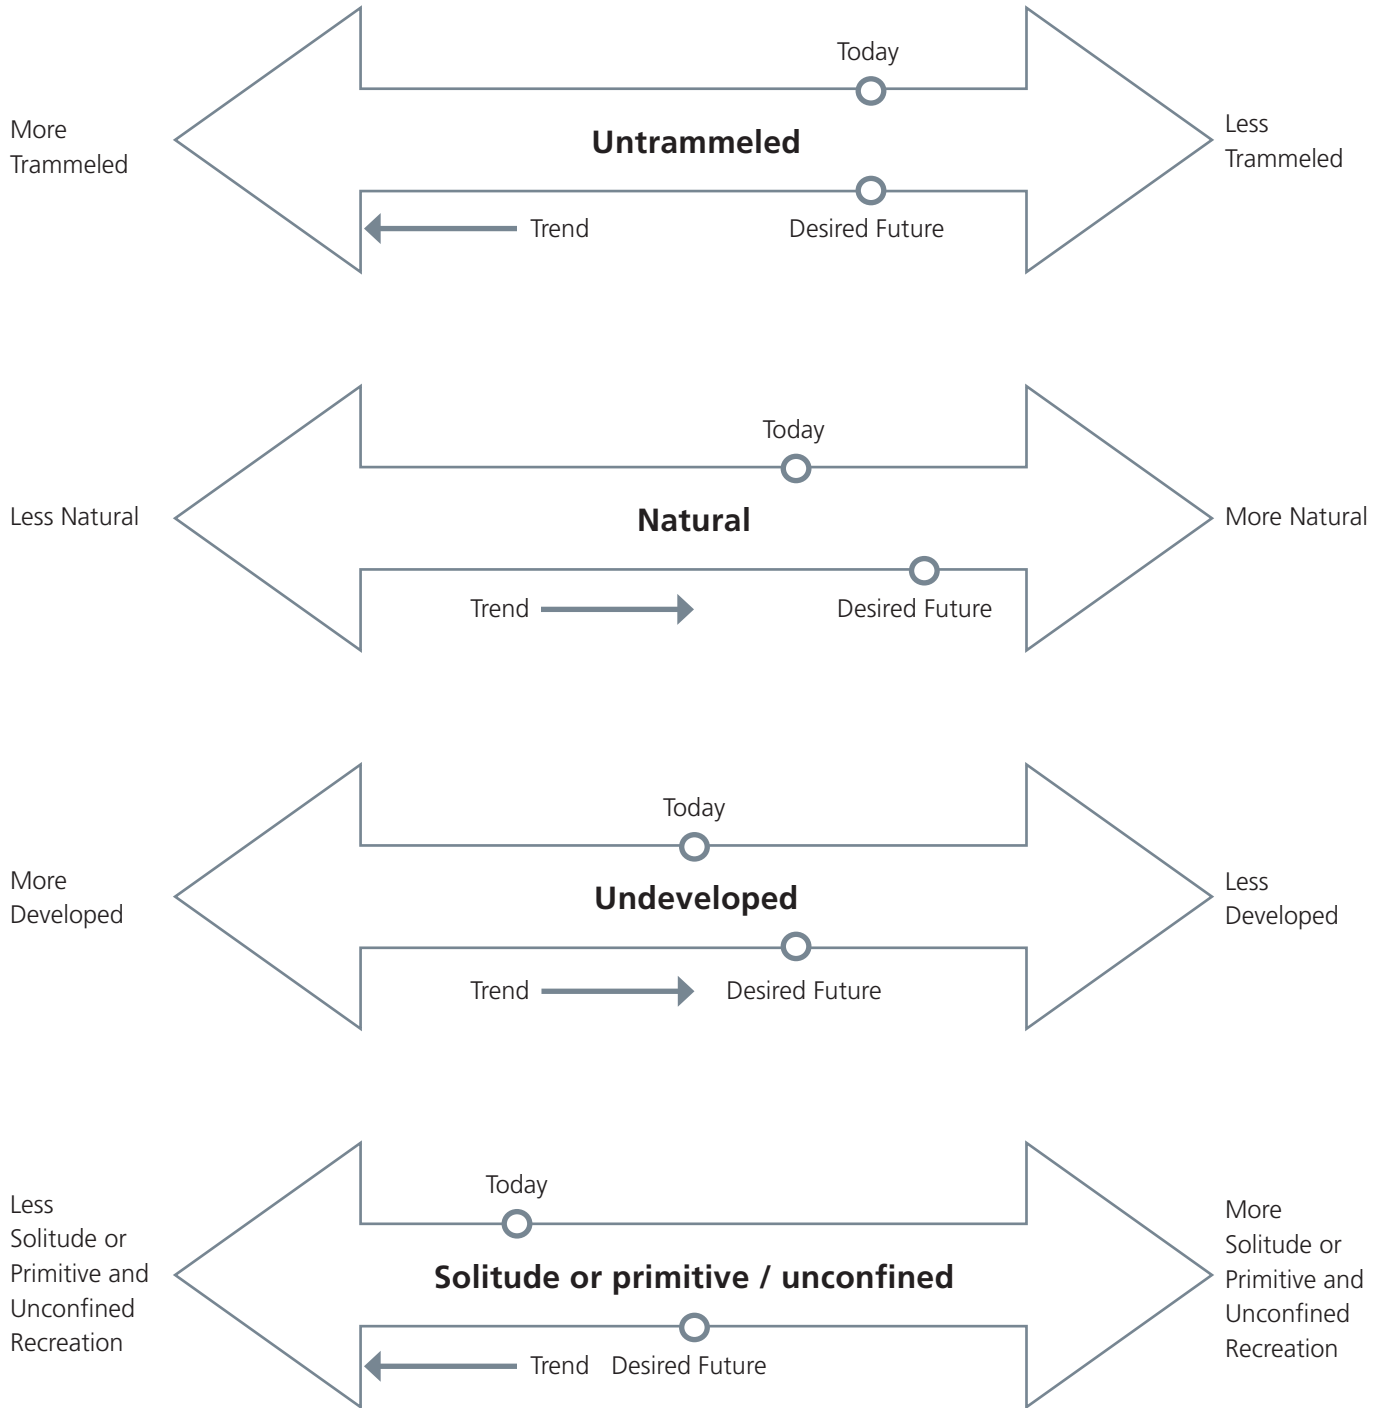 Today
More
Trammeled
Untrammeled
Less
Trammeled
Trend
Desired Future
Today
Less Natural
Natural
More Natural
Trend
Desired Future
Today
More
Developed
Undeveloped
Less
Developed
Trend
Desired Future
Today
Less
Solitude or
Primitive and
Unconfined
Recreation
Solitude or primitive / unconfined
More
Solitude or
Primitive and
Unconfined
Recreation
Trend
Desired Future